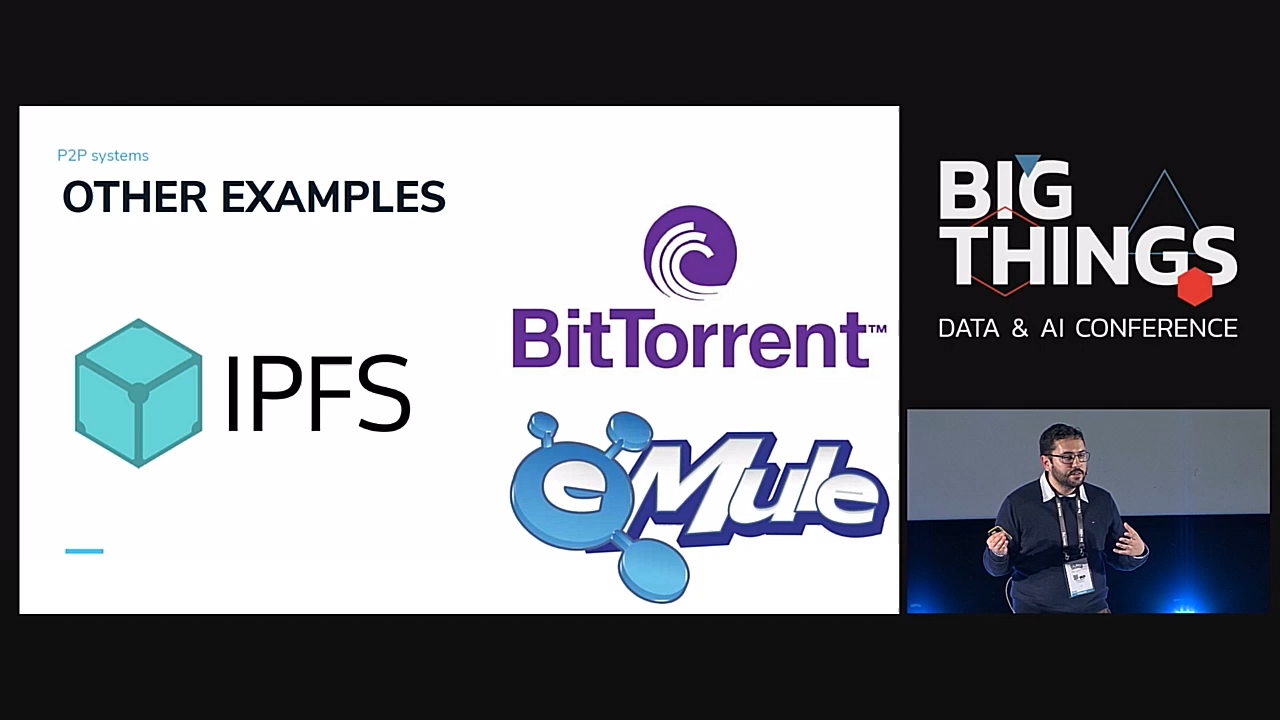 P2P systems
OTHER EXAMPLES
IPFS
BitTorrent™
eMule
BIG
THINGS
DATA & AI CONFERENCE